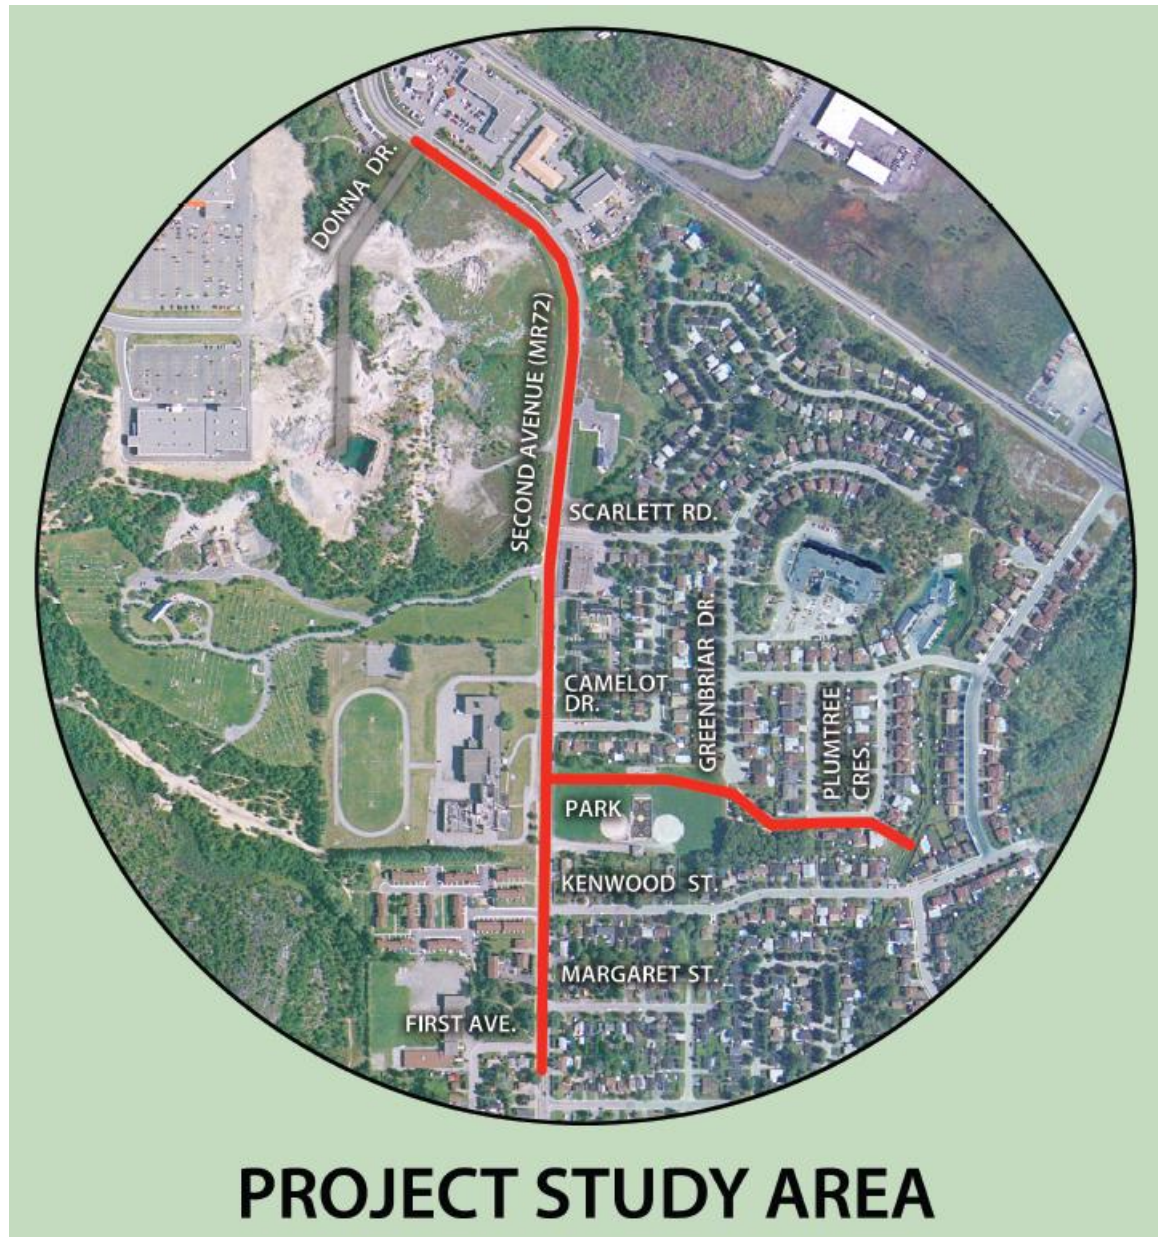 DONNA DR.
SECOND AVENUE (MR72)
SCARLETT RD.
GREENBRIAR DR.
CAMELOT
DR.
PLUMTREE
CRES.
PARK
KENWOOD ST.
MARGARET ST.
FIRST AVE.
PROJECT STUDY AREA